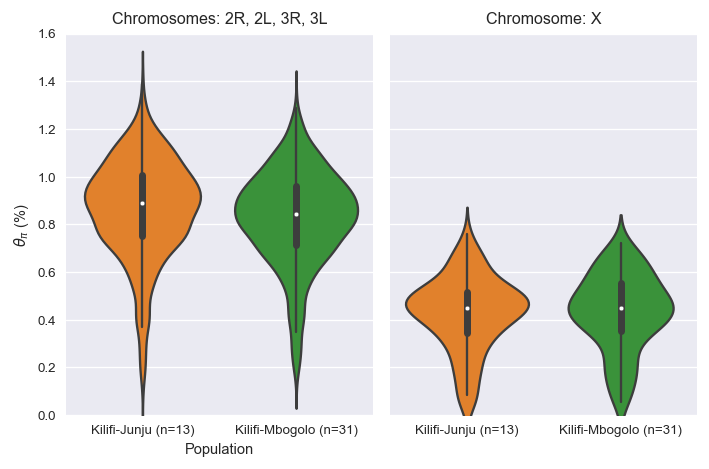 Chromosomes: 2R, 2L, 3R, 3L
Chromosome: X
θπ (%)
1.6
1.4
1.2
1.0
0.8
0.6
0.4
0.2
0.0
Kilifi-Junju (n=13)
Kilifi-Mbogolo (n=31)
Kilifi-Junju (n=13)
Kilifi-Mbogolo (n=31)
Population